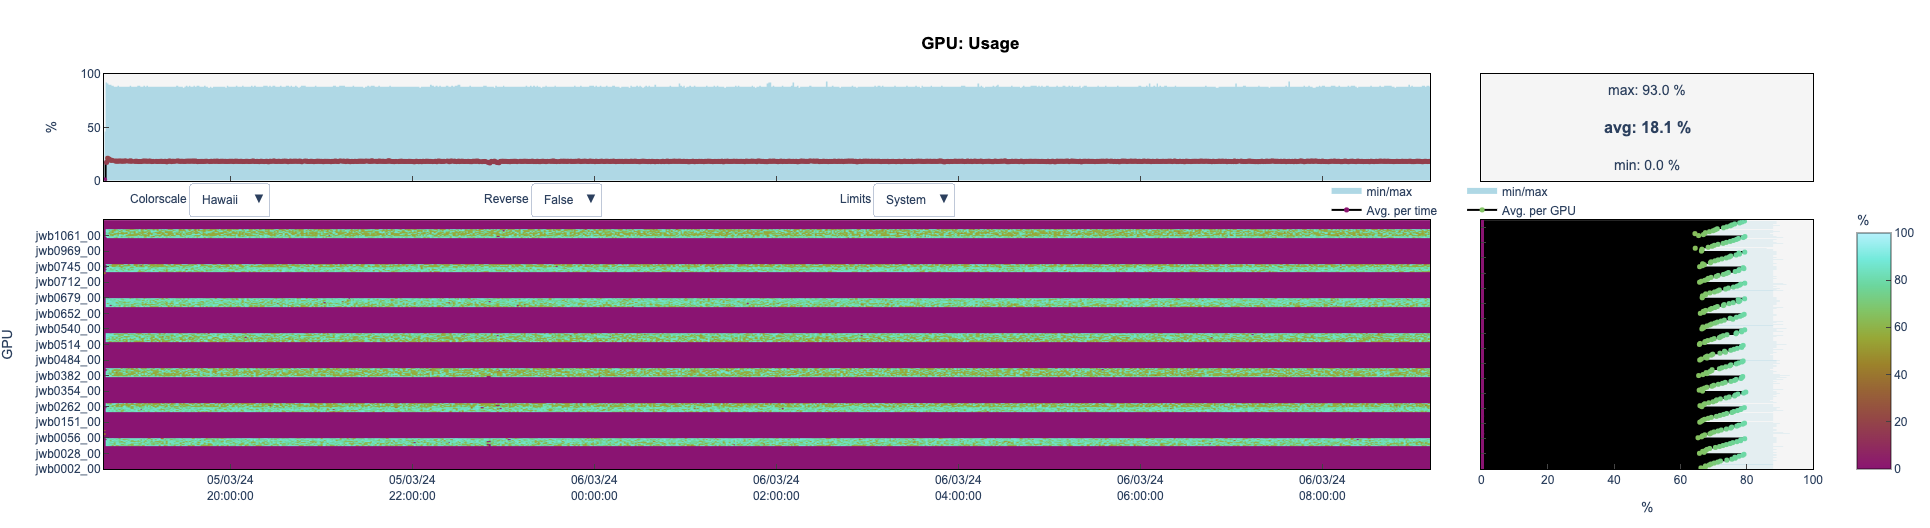 GPU: Usage
100
50
0
%
max: 93.0 %
avg: 18.1 %
min: 0.0 %
Colorscale Hawaii ▼ Reverse False ▼ Limits System ▼
min/max
Avg. per time
min/max
Avg. per GPU
GPU
jwb1061_00
jwb0969_00
jwb0745_00
jwb0712_00
jwb0679_00
jwb0652_00
jwb0540_00
jwb0514_00
jwb0484_00
jwb0382_00
jwb0354_00
jwb0262_00
jwb0151_00
jwb0056_00
jwb0028_00
jwb0002_00
05/03/24 05/03/24 06/03/24 06/03/24 06/03/24 06/03/24 06/03/24
20:00:00 22:00:00 00:00:00 02:00:00 04:00:00 06:00:00 08:00:00
0 20 40 60 80 100
%
%
100
80
60
40
20
0